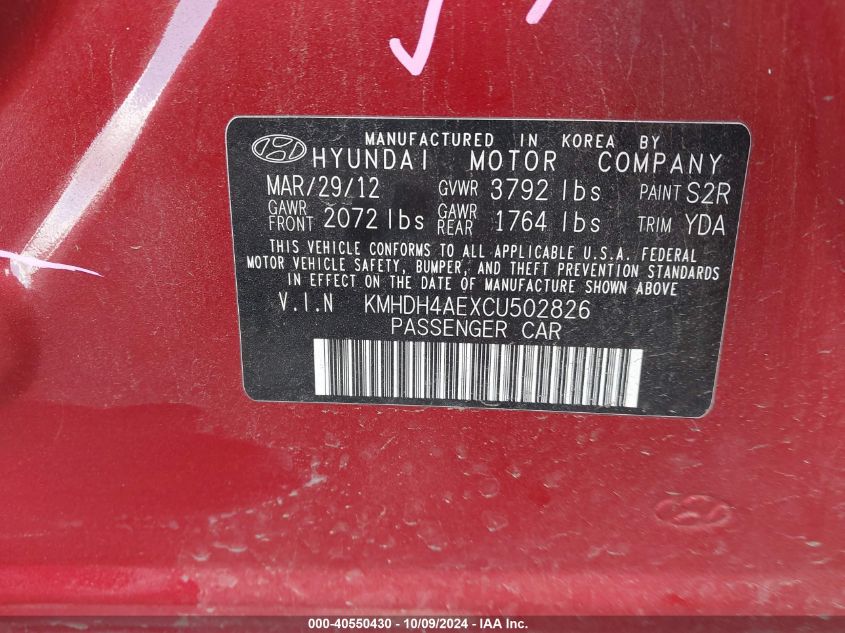 MANUFACTURED IN KOREA BY
HYUNDAI MOTOR COMPANY
MAR/29/12 GVWR 3792 lbs PAINT S2R
GAWR FRONT 2072 lbs GAWR REAR 1764 lbs TRIM YDA
THIS VEHICLE CONFORMS TO ALL APPLICABLE U.S.A. FEDERAL
MOTOR VEHICLE SAFETY, BUMPER, AND THEFT PREVENTION STANDARDS
IN EFFECT ON THE DATE OF MANUFACTURE SHOWN ABOVE
V.I.N KMHDH4AEXCU502826
PASSENGER CAR
000-40550430 - 10/09/2024 - IAA Inc.